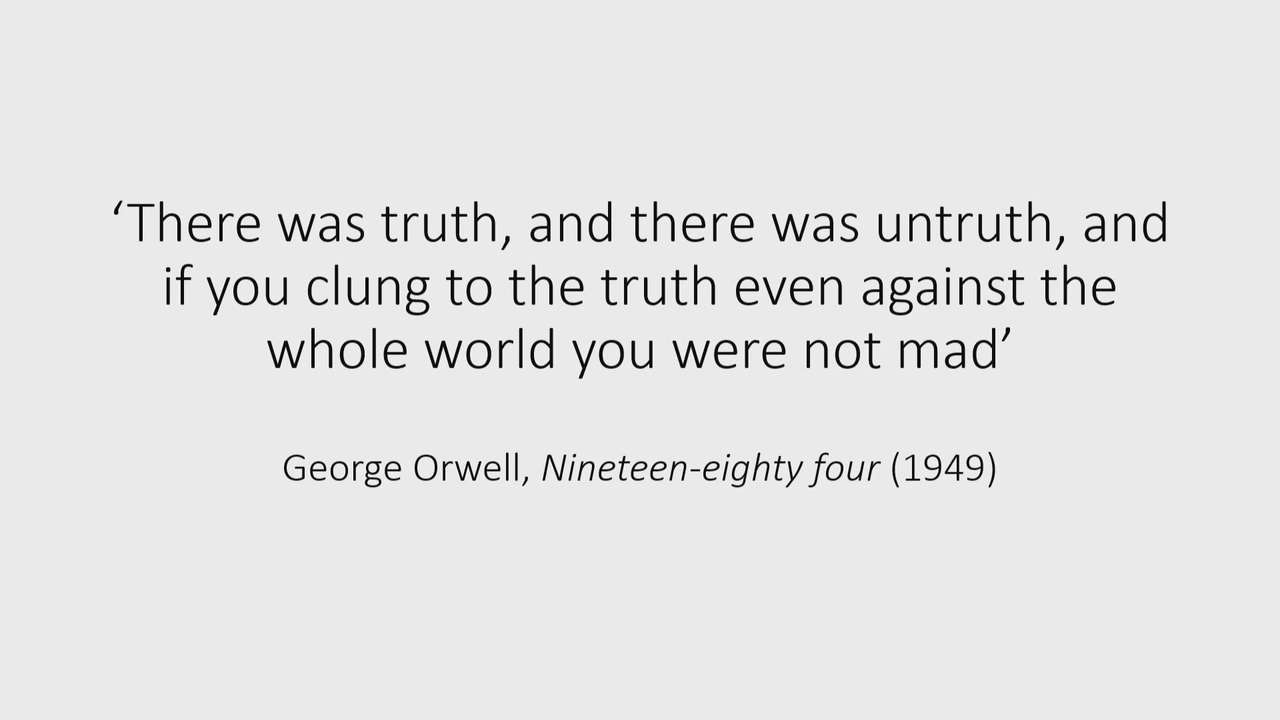 ‘There was truth, and there was untruth, and
if you clung to the truth even against the
whole world you were not mad’
George Orwell, Nineteen-eighty four (1949)